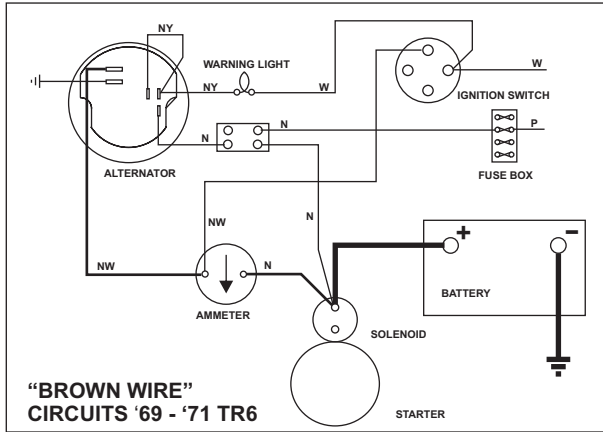 NY
WARNING LIGHT
NY
W
W
IGNITION SWITCH
N
N
P
ALTERNATOR
FUSE BOX
NW
N
+
-
NW
N
BATTERY
AMMETER
SOLENOID
"BROWN WIRE"
CIRCUITS '69 - '71 TR6
STARTER